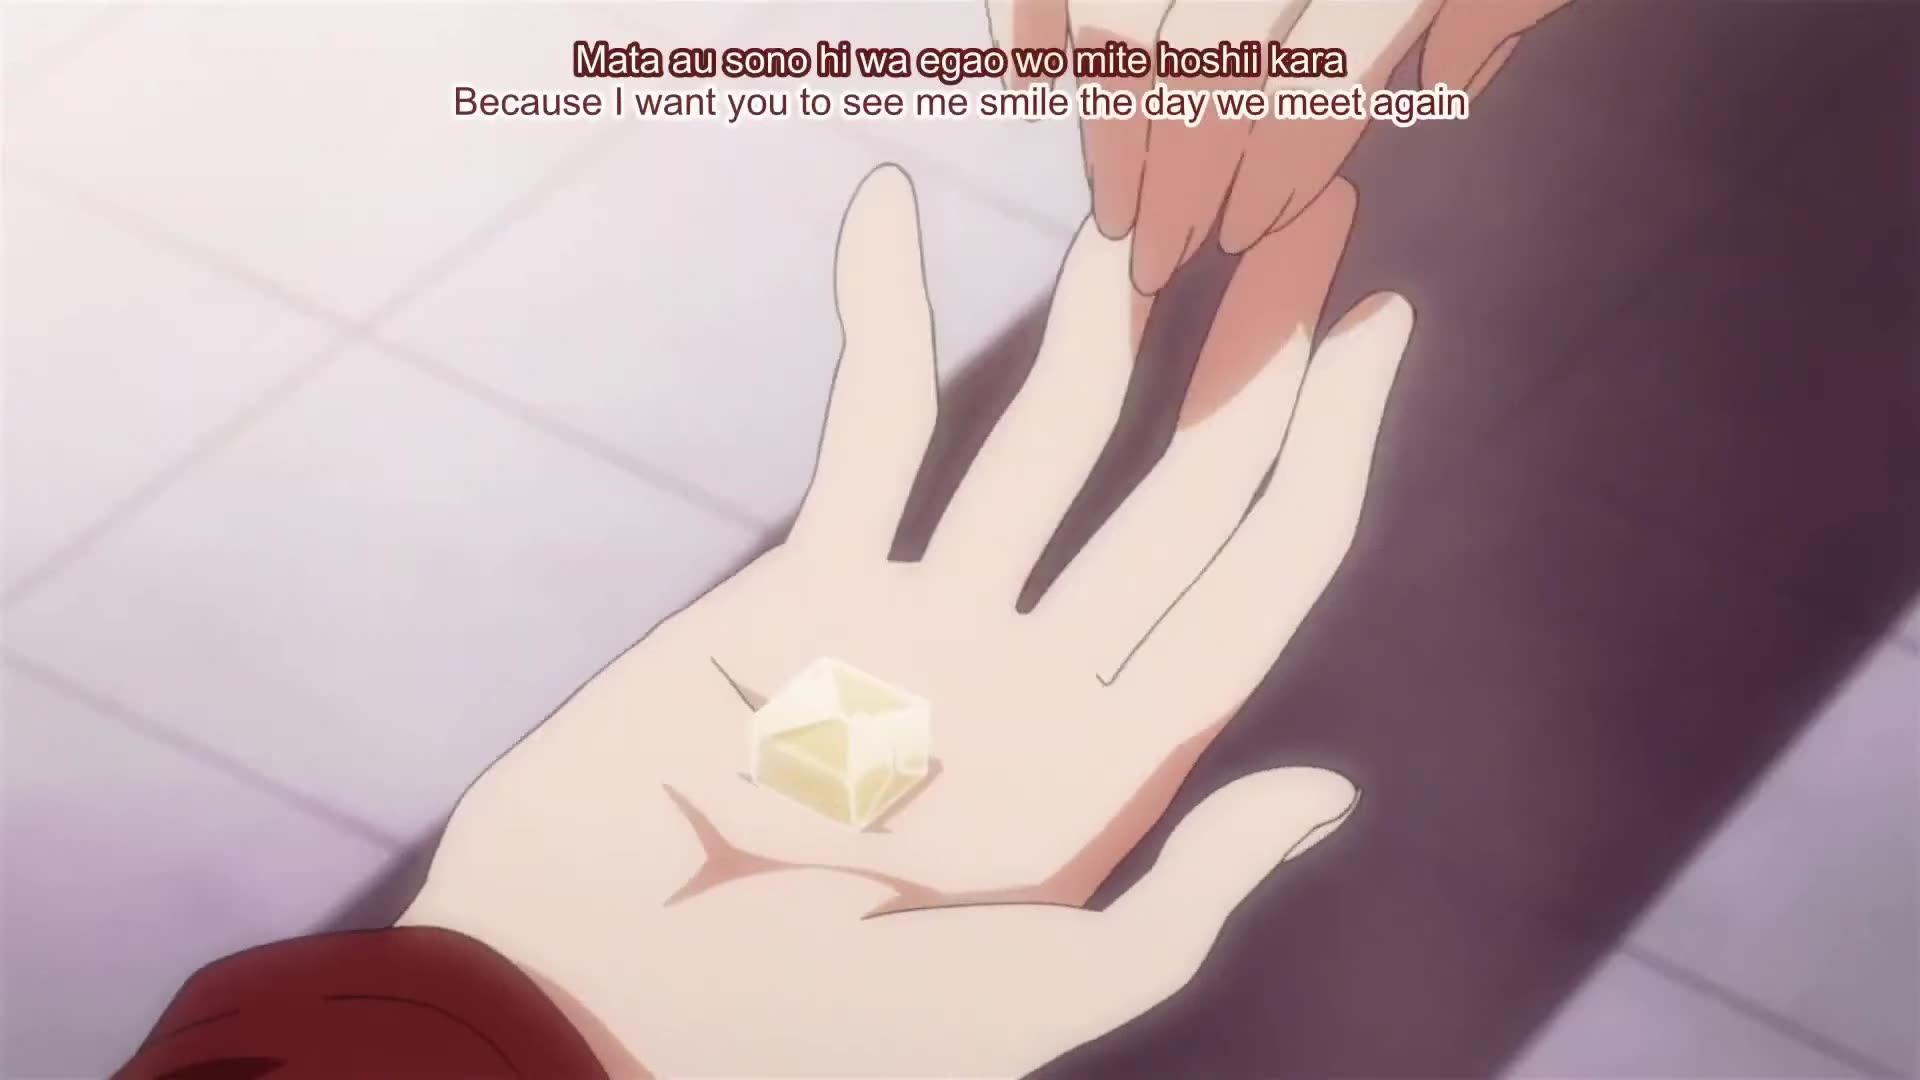 Mata au sono hi wa egao wo mite hoshii kara
Because I want you to see me smile the day we meet again